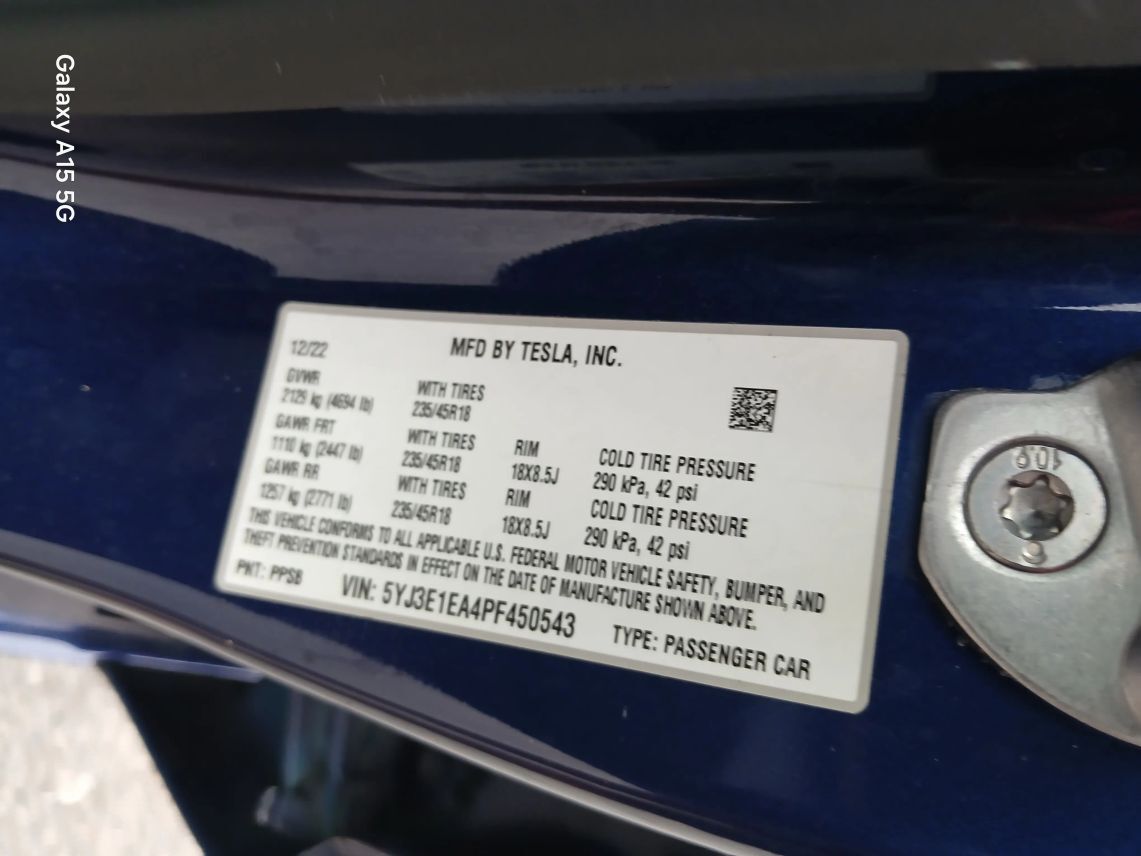 Galaxy A15 5G
12/22 MFD BY TESLA, INC.
GVWR WITH TIRES
2129 kg (4694 lb) 235/45R18
GAWR FRT WITH TIRES RIM COLD TIRE PRESSURE
1110 kg (2447 lb) 235/45R18 18X8.5J 290 kPa, 42 psi
GAWR RR WITH TIRES RIM COLD TIRE PRESSURE
1257 kg (2771 lb) 235/45R18 18X8.5J 290 kPa, 42 psi
THIS VEHICLE CONFORMS TO ALL APPLICABLE U.S. FEDERAL MOTOR VEHICLE SAFETY, BUMPER, AND
THEFT PREVENTION STANDARDS IN EFFECT ON THE DATE OF MANUFACTURE SHOWN ABOVE.
PNT: PPSB VIN: 5YJ3E1EA4PF450543 TYPE: PASSENGER CAR
10.9